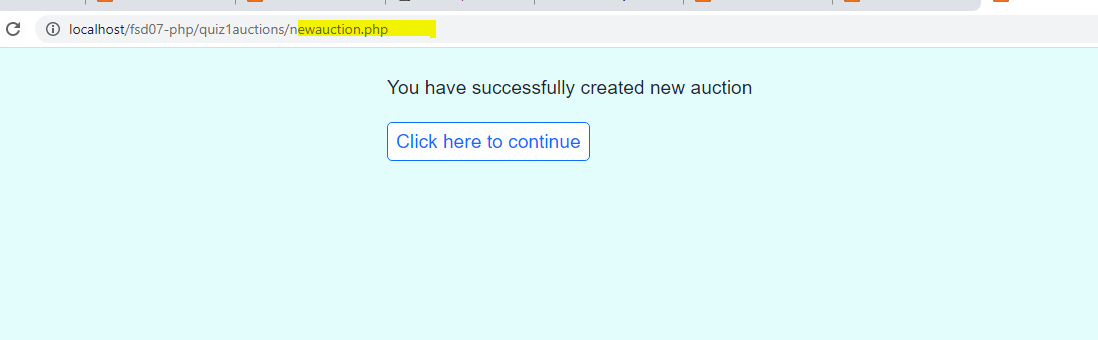 localhost/fsd07-php/quiz1auctions/newauction.php
You have successfully created new auction
Click here to continue